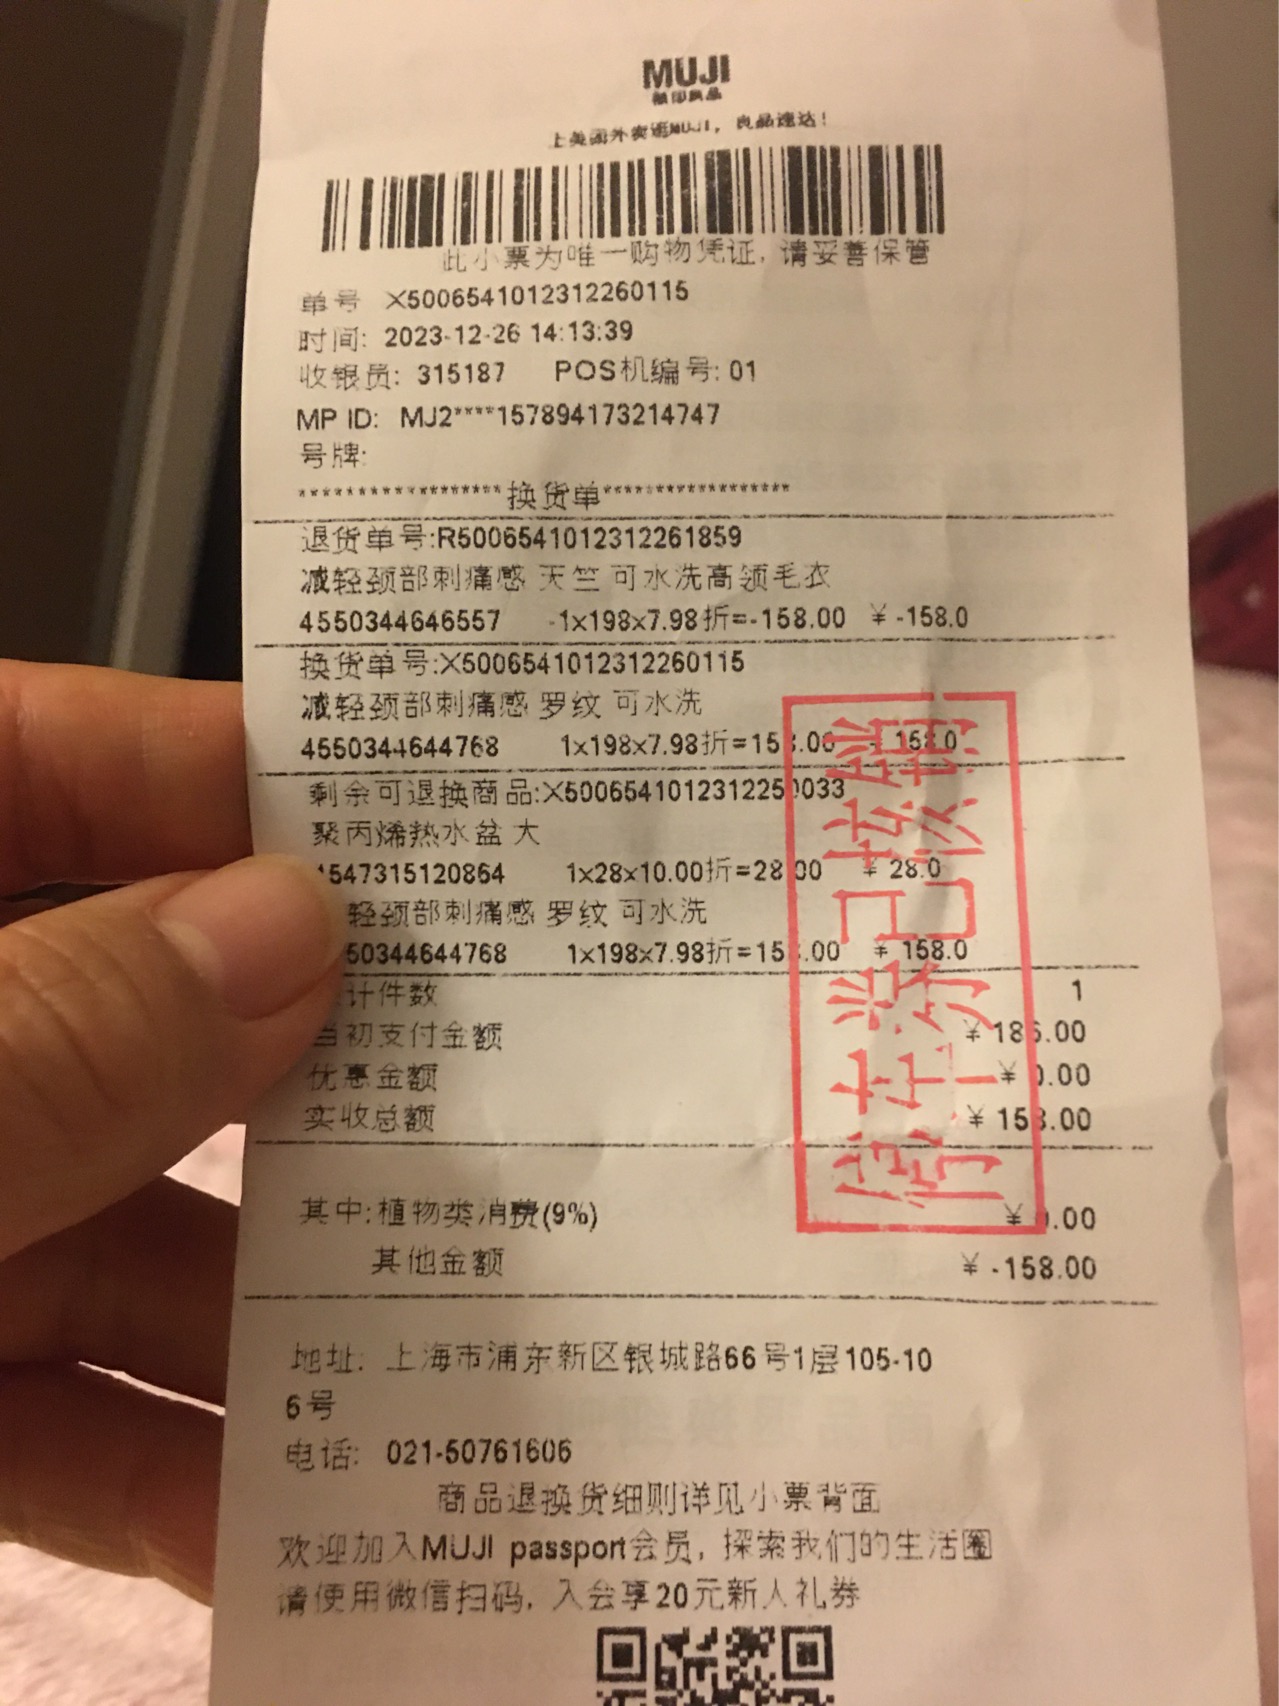 MUJI
無印良品
上美团外卖逛MUJI，良品速达！
此小票为唯一购物凭证，请妥善保管
单号 X5006541012312260115
时间: 2023-12-26 14:13:39
收银员: 315187 POS机编号: 01
MP ID: MJ2****157894173214747
号牌:
********************换货单*******************
退货单号:R5006541012312261859
减轻颈部刺痛感 天竺 可水洗高领毛衣
4550344646557 -1x198x7.98折=-158.00 ¥ -158.0
换货单号:X5006541012312260115
减轻颈部刺痛感 罗纹 可水洗
4550344644768 1x198x7.98折=158.00 ¥ 158.0
剩余可退换商品:X5006541012312250033
聚丙烯热水盆 大
4547315120864 1x28x10.00折=28.00 ¥ 28.0
轻颈部刺痛感 罗纹 可水洗
50344644768 1x198x7.98折=158.00 ¥ 158.0
计件数 1
当初支付金额 ¥ 186.00
优惠金额 ¥ 0.00
实收总额 ¥ 158.00
其中:植物类消费(9%) ¥ 0.00
其他金额 ¥ -158.00
地址: 上海市浦东新区银城路66号1层105-10
6号
电话: 021-50761606
商品退换货细则详见小票背面
欢迎加入MUJI passport会员，探索我们的生活圈
请使用微信扫码，入会享20元新人礼券